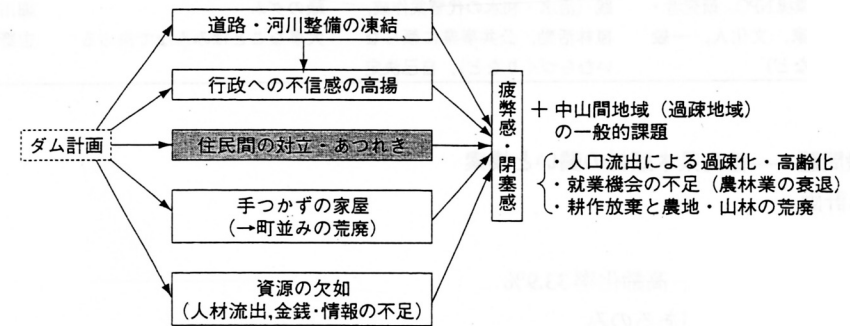 道路・河川整備の凍結
行政への不信感の高揚
ダム計画
住民間の対立・あつれき
手つかずの家屋
(→町並みの荒廃)
資源の欠如
(人材流出,金銭・情報の不足)
疲弊感・閉塞感
+ 中山間地域(過疎地域)
の一般的課題
・人口流出による過疎化・高齢化
・就業機会の不足(農林業の衰退)
・耕作放棄と農地・山林の荒廃